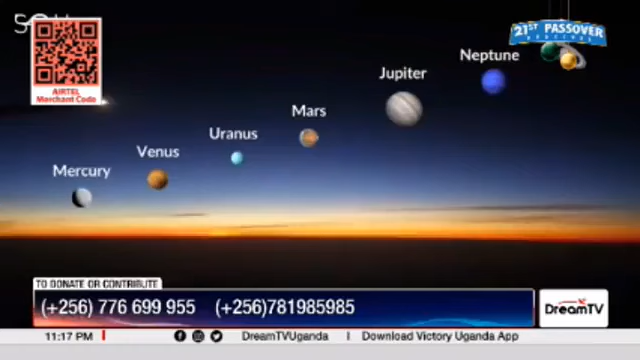 21ST PASSOVER
AIRTEL
Merchant Code
Neptune
Jupiter
Mars
Uranus
Venus
Mercury
TO DONATE OR CONTRIBUTE
(+256) 776 699 955 (+256)781985985
DreamTV
11:17 PM
DreamTVUganda | Download Victory Uganda App